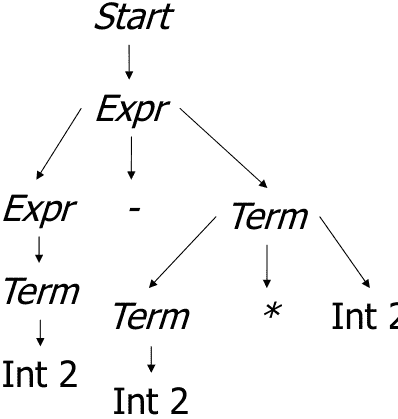 Start
Expr
Expr - Term
Term Term * Int 2
Int 2 Int 2